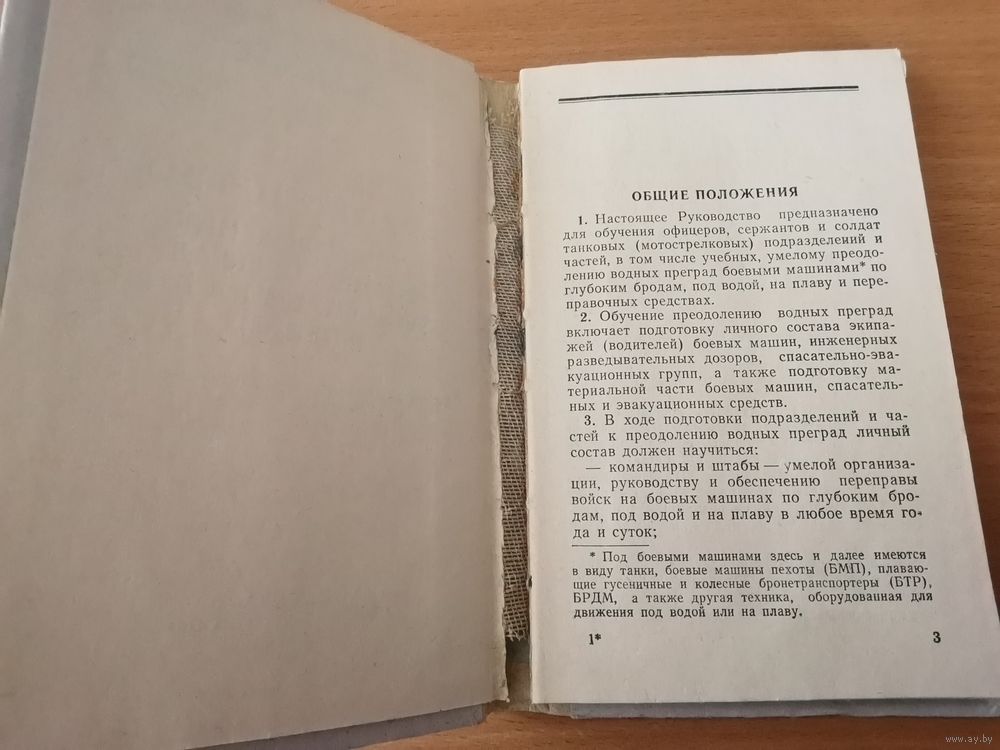 ОБЩИЕ ПОЛОЖЕНИЯ
1. Настоящее Руководство предназначено
для обучения офицеров, сержантов и солдат
танковых (мотострелковых) подразделений и
частей, в том числе учебных, умелому преодо-
лению водных преград боевыми машинами* по
глубоким бродам, под водой, на плаву и пере-
правочных средствах.
2. Обучение преодолению водных преград
включает подготовку личного состава экипа-
жей (водителей) боевых машин, инженерных
разведывательных дозоров, спасательно-эва-
куационных групп, а также подготовку ма-
териальной части боевых машин, спасатель-
ных и эвакуационных средств.
3. В ходе подготовки подразделений и ча-
стей к преодолению водных преград личный
состав должен научиться:
— командиры и штабы — умелой организа-
ции, руководству и обеспечению переправы
войск на боевых машинах по глубоким бро-
дам, под водой и на плаву в любое время го-
да и суток;
* Под боевыми машинами здесь и далее имеются
в виду танки, боевые машины пехоты (БМП), плаваю-
щие гусеничные и колесные бронетранспортеры (БТР),
БРДМ, а также другая техника, оборудованная для
движения под водой или на плаву.
1* 3
www.ay.by